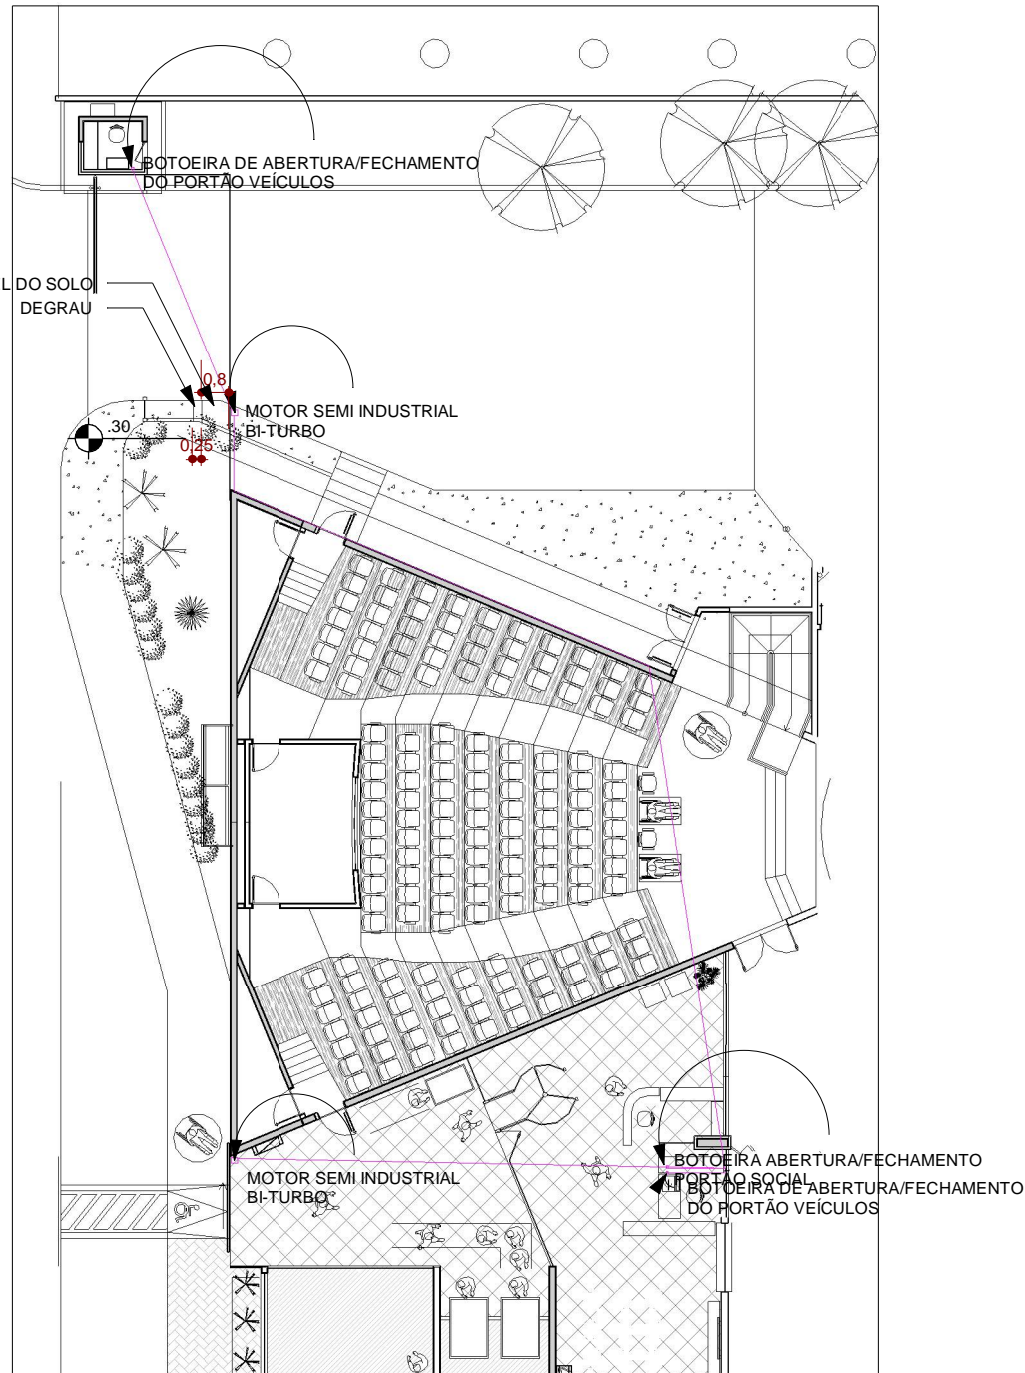 BOTOEIRA DE ABERTURA/FECHAMENTO
DO PORTÃO VEÍCULOS
L DO SOLO
DEGRAU
0,8
MOTOR SEMI INDUSTRIAL
BI-TURBO
.30
0,25
BOTOEIRA ABERTURA/FECHAMENTO
PORTÃO SOCIAL
MOTOR SEMI INDUSTRIAL
BI-TURBO
BOTOEIRA DE ABERTURA/FECHAMENTO
DO PORTÃO VEÍCULOS